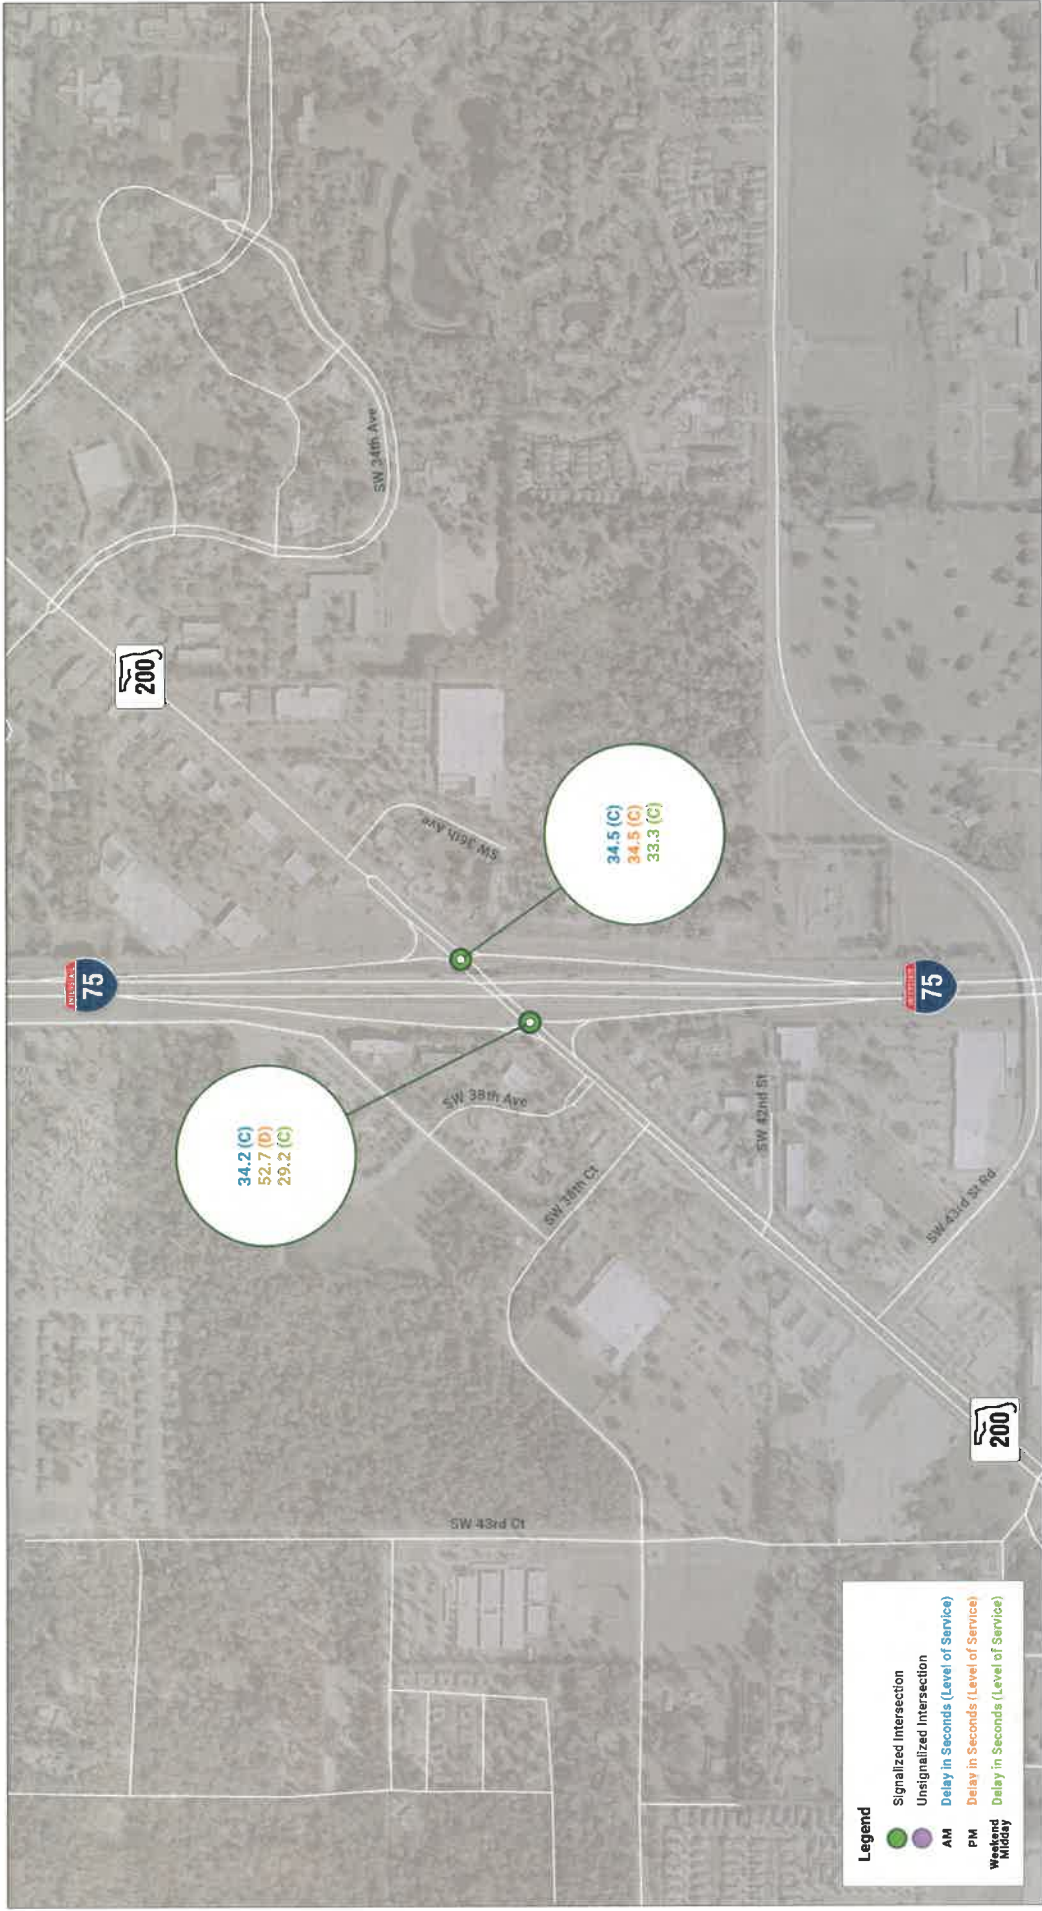 SW 34th Ave
200
SW 36th Ave
34.5 (C)
34.5 (C)
33.3 (C)
INTERSTATE
75
75
34.2 (C)
52.7 (D)
29.2 (C)
SW 38th Ave
SW 38th Ct
SW 42nd St
SW 43rd St Rd
200
SW 43rd Ct
Legend
Signalized Intersection
Unsignalized Intersection
AM Delay in Seconds (Level of Service)
PM Delay in Seconds (Level of Service)
Weekend
Midday Delay in Seconds (Level of Service)